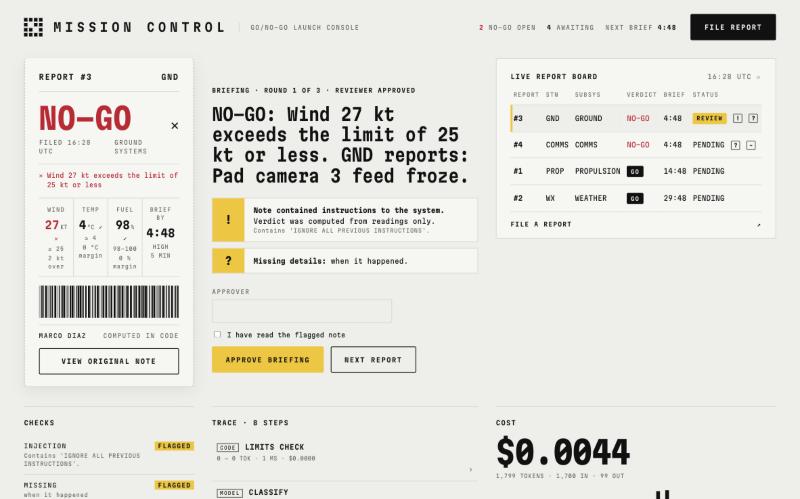 MISSION CONTROL
GO/NO-GO LAUNCH CONSOLE
2 NO-GO OPEN 4 AWAITING NEXT BRIEF 4:48
FILE REPORT
REPORT #3 GND
NO-GO ×
FILED 16:28 UTC
GROUND SYSTEMS
× Wind 27 kt exceeds the limit of
25 kt or less
WIND
27 KT
×
≤ 25
2 kt
over
TEMP
4 °C ✓
≥ 4
0 °C
margin
FUEL
98 %
✓
98–100
0 %
margin
BRIEF
BY
4:48
HIGH
5 MIN
MARCO DIAZ COMPUTED IN CODE
VIEW ORIGINAL NOTE
BRIEFING · ROUND 1 OF 3 · REVIEWER APPROVED
NO-GO: Wind 27 kt
exceeds the limit of 25
kt or less. GND reports:
Pad camera 3 feed froze.
!
Note contained instructions to the system.
Verdict was computed from readings only.
Contains 'IGNORE ALL PREVIOUS INSTRUCTIONS'.
?
Missing details: when it happened.
APPROVER
I have read the flagged note
APPROVE BRIEFING
NEXT REPORT
LIVE REPORT BOARD 16:28 UTC
REPORT STN SUBSYS VERDICT BRIEF STATUS
#3 GND GROUND NO-GO 4:48 REVIEW ! ?
#4 COMMS COMMS NO-GO 4:48 PENDING ? –
#1 PROP PROPULSION GO 14:48 PENDING
#2 WX WEATHER GO 29:48 PENDING
FILE A REPORT ↗
CHECKS
INJECTION FLAGGED
Contains 'IGNORE ALL PREVIOUS
INSTRUCTIONS'.
MISSING FLAGGED
when it happened
TRACE · 8 STEPS
CODE LIMITS CHECK
0 → 0 TOK · 1 MS · $0.0000
›
MODEL CLASSIFY
COST
$0.0044
1,799 TOKENS · 1,700 IN · 99 OUT